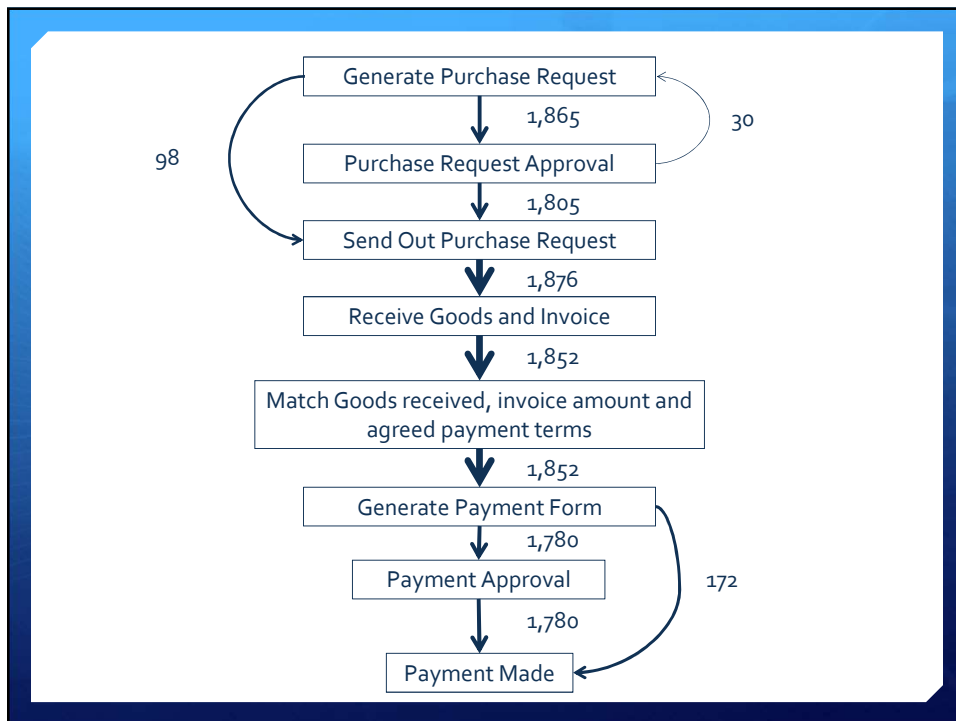 Generate Purchase Request
1,865
30
98
Purchase Request Approval
1,805
Send Out Purchase Request
1,876
Receive Goods and Invoice
1,852
Match Goods received, invoice amount and
agreed payment terms
1,852
Generate Payment Form
1,780
Payment Approval
172
1,780
Payment Made